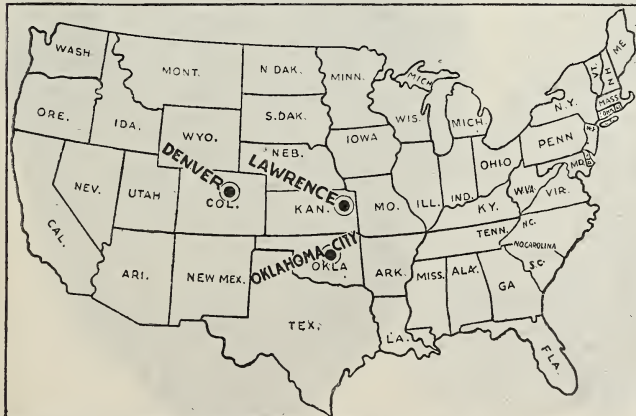 WASH.
MONT.
N DAK.
MINN.
MICH
ME
VT.
N H
ORE.
IDA.
WYO.
S.DAK.
WIS.
MICH.
N.Y.
MASS
IOWA
NEB.
PENN
DENVER
LAWRENCE
NEV.
UTAH
COL.
KAN.
MO.
ILL.
IND.
OHIO
W.VA.
MD.
VIR.
KY.
CAL.
OKLAHOMA-CITY
TENN.
N.C.
NO CAROLINA
S.C.
ARI.
NEW MEX.
OKLA
ARK.
MISS.
ALA.
GA
TEX.
LA.
FLA.